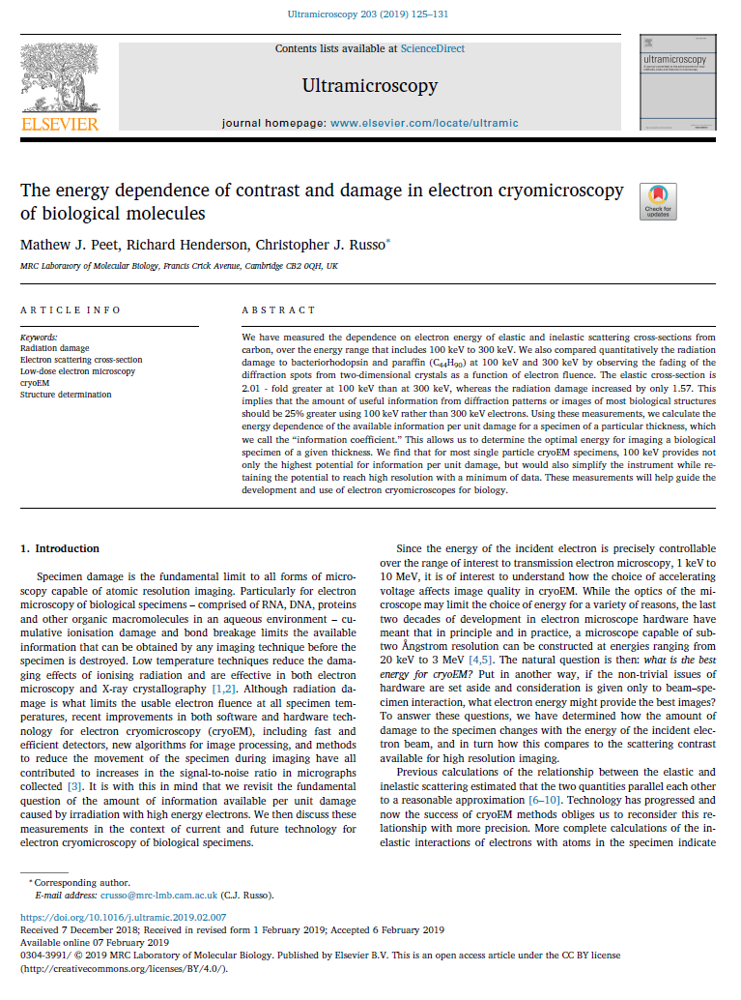 Ultramicroscopy 203 (2019) 125–131
Contents lists available at ScienceDirect
Ultramicroscopy
journal homepage: www.elsevier.com/locate/ultramic
ELSEVIER
ultramicroscopy
The energy dependence of contrast and damage in electron cryomicroscopy
of biological molecules
Check for
updates
Mathew J. Peet, Richard Henderson, Christopher J. Russo*
MRC Laboratory of Molecular Biology, Francis Crick Avenue, Cambridge CB2 0QH, UK
ARTICLE INFO
Keywords:
Radiation damage
Electron scattering cross-section
Low-dose electron microscopy
cryoEM
Structure determination
ABSTRACT
We have measured the dependence on electron energy of elastic and inelastic scattering cross-sections from
carbon, over the energy range that includes 100 keV to 300 keV. We also compared quantitatively the radiation
damage to bacteriorhodopsin and paraffin (C₄₄H₉₀) at 100 keV and 300 keV by observing the fading of the
diffraction spots from two-dimensional crystals as a function of electron fluence. The elastic cross-section is
2.01 - fold greater at 100 keV than at 300 keV, whereas the radiation damage increased by only 1.57. This
implies that the amount of useful information from diffraction patterns or images of most biological structures
should be 25% greater using 100 keV rather than 300 keV electrons. Using these measurements, we calculate the
energy dependence of the available information per unit damage for a specimen of a particular thickness, which
we call the “information coefficient.” This allows us to determine the optimal energy for imaging a biological
specimen of a given thickness. We find that for most single particle cryoEM specimens, 100 keV provides not
only the highest potential for information per unit damage, but would also simplify the instrument while re-
taining the potential to reach high resolution with a minimum of data. These measurements will help guide the
development and use of electron cryomicroscopes for biology.
1. Introduction
Specimen damage is the fundamental limit to all forms of micro-
scopy capable of atomic resolution imaging. Particularly for electron
microscopy of biological specimens – comprised of RNA, DNA, proteins
and other organic macromolecules in an aqueous environment – cu-
mulative ionisation damage and bond breakage limits the available
information that can be obtained by any imaging technique before the
specimen is destroyed. Low temperature techniques reduce the dama-
ging effects of ionising radiation and are effective in both electron
microscopy and X-ray crystallography [1,2]. Although radiation da-
mage is what limits the usable electron fluence at all specimen tem-
peratures, recent improvements in both software and hardware tech-
nology for electron cryomicroscopy (cryoEM), including fast and
efficient detectors, new algorithms for image processing, and methods
to reduce the movement of the specimen during imaging have all
contributed to increases in the signal-to-noise ratio in micrographs
collected [3]. It is with this in mind that we revisit the fundamental
question of the amount of information available per unit damage
caused by irradiation with high energy electrons. We then discuss these
measurements in the context of current and future technology for
electron cryomicroscopy of biological specimens.
Since the energy of the incident electron is precisely controllable
over the range of interest to transmission electron microscopy, 1 keV to
10 MeV, it is of interest to understand how the choice of accelerating
voltage affects image quality in cryoEM. While the optics of the mi-
croscope may limit the choice of energy for a variety of reasons, the last
two decades of development in electron microscope hardware have
meant that in principle and in practice, a microscope capable of sub-
two Ångstrom resolution can be constructed at energies ranging from
20 keV to 3 MeV [4,5]. The natural question is then: what is the best
energy for cryoEM? Put in another way, if the non-trivial issues of
hardware are set aside and consideration is given only to beam–spe-
cimen interaction, what electron energy might provide the best images?
To answer these questions, we have determined how the amount of
damage to the specimen changes with the energy of the incident elec-
tron beam, and in turn how this compares to the scattering contrast
available for high resolution imaging.
Previous calculations of the relationship between the elastic and
inelastic scattering estimated that the two quantities parallel each other
to a reasonable approximation [6–10]. Technology has progressed and
now the success of cryoEM methods obliges us to reconsider this re-
lationship with more precision. More complete calculations of the in-
elastic interactions of electrons with atoms in the specimen indicate
* Corresponding author.
E-mail address: crusso@mrc-lmb.cam.ac.uk (C.J. Russo).
https://doi.org/10.1016/j.ultramic.2019.02.007
Received 7 December 2018; Received in revised form 1 February 2019; Accepted 6 February 2019
Available online 07 February 2019
0304-3991/ © 2019 MRC Laboratory of Molecular Biology. Published by Elsevier B.V. This is an open access article under the CC BY license
(http://creativecommons.org/licenses/BY/4.0/).